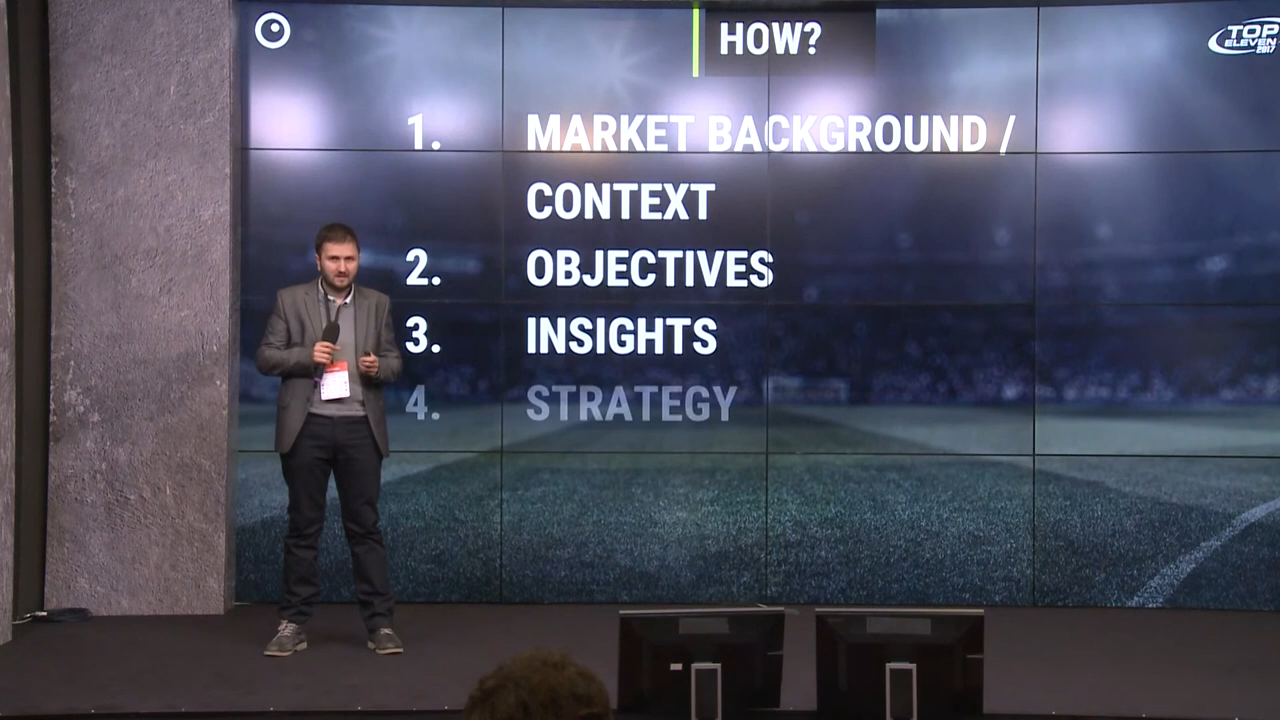 HOW?
TOP
ELEVEN
2017
1. MARKET BACKGROUND /
CONTEXT
2. OBJECTIVES
3. INSIGHTS
4. STRATEGY